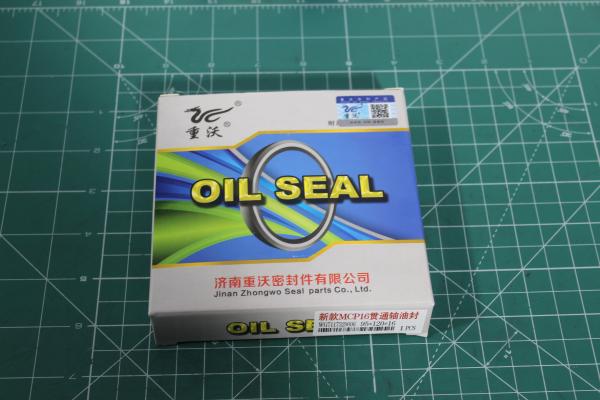 重沃
OIL SEAL
济南重沃密封件有限公司
Jinan Zhongwo Seal parts Co., Ltd.
OIL SEAL
新款MCP16贯通轴油封
95*120*16
1 PCS